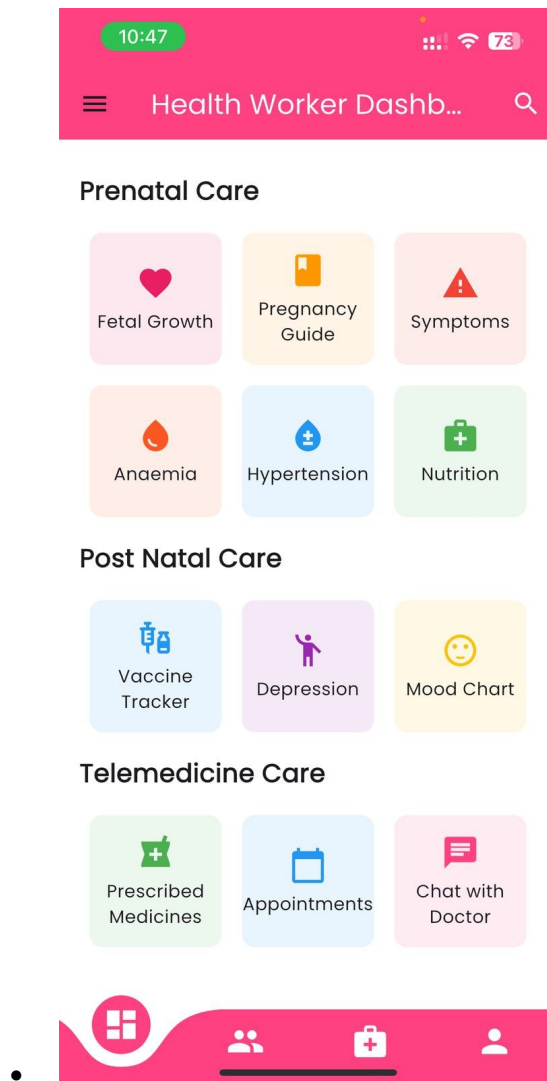 10:47
73
Health Worker Dashb...
Prenatal Care
Fetal Growth
Pregnancy
Guide
Symptoms
Anaemia
Hypertension
Nutrition
Post Natal Care
Vaccine
Tracker
Depression
Mood Chart
Telemedicine Care
Prescribed
Medicines
Appointments
Chat with
Doctor